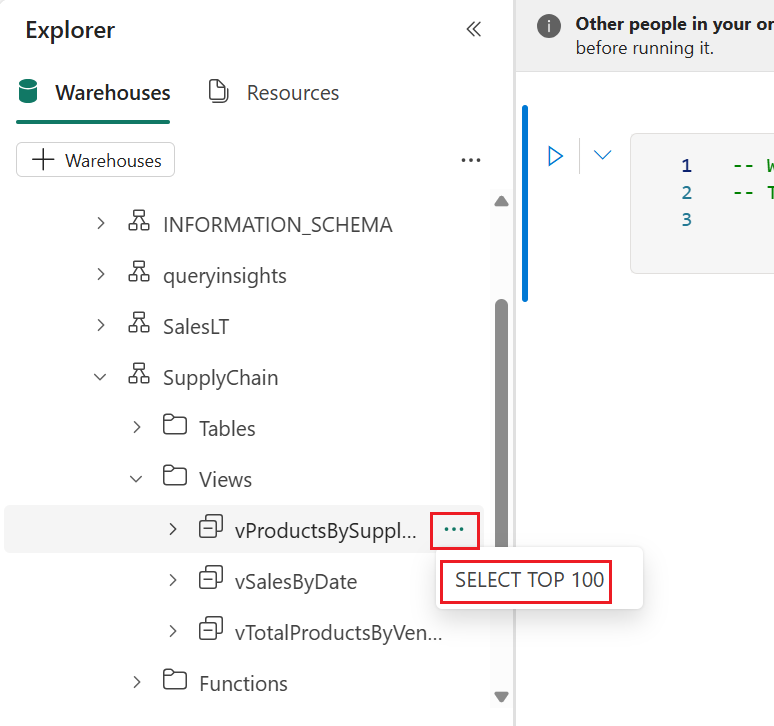 Explorer
Other people in your or
before running it.
Warehouses
Resources
Warehouses
INFORMATION_SCHEMA
queryinsights
SalesLT
SupplyChain
Tables
Views
vProductsBySuppl...
SELECT TOP 100
vSalesByDate
vTotalProductsByVen...
Functions
1 -- W
2 -- T
3